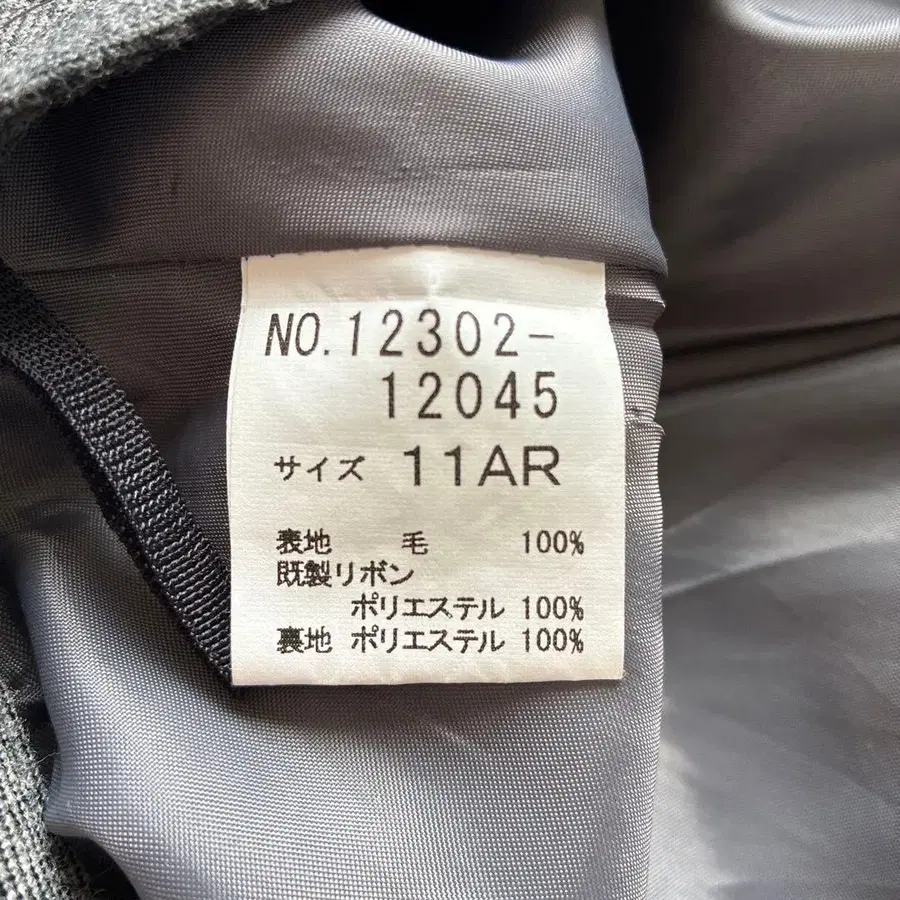 NO.12302-
12045
サイズ 11AR
表地 毛 100%
既製リボン
ポリエステル 100%
裏地 ポリエステル 100%